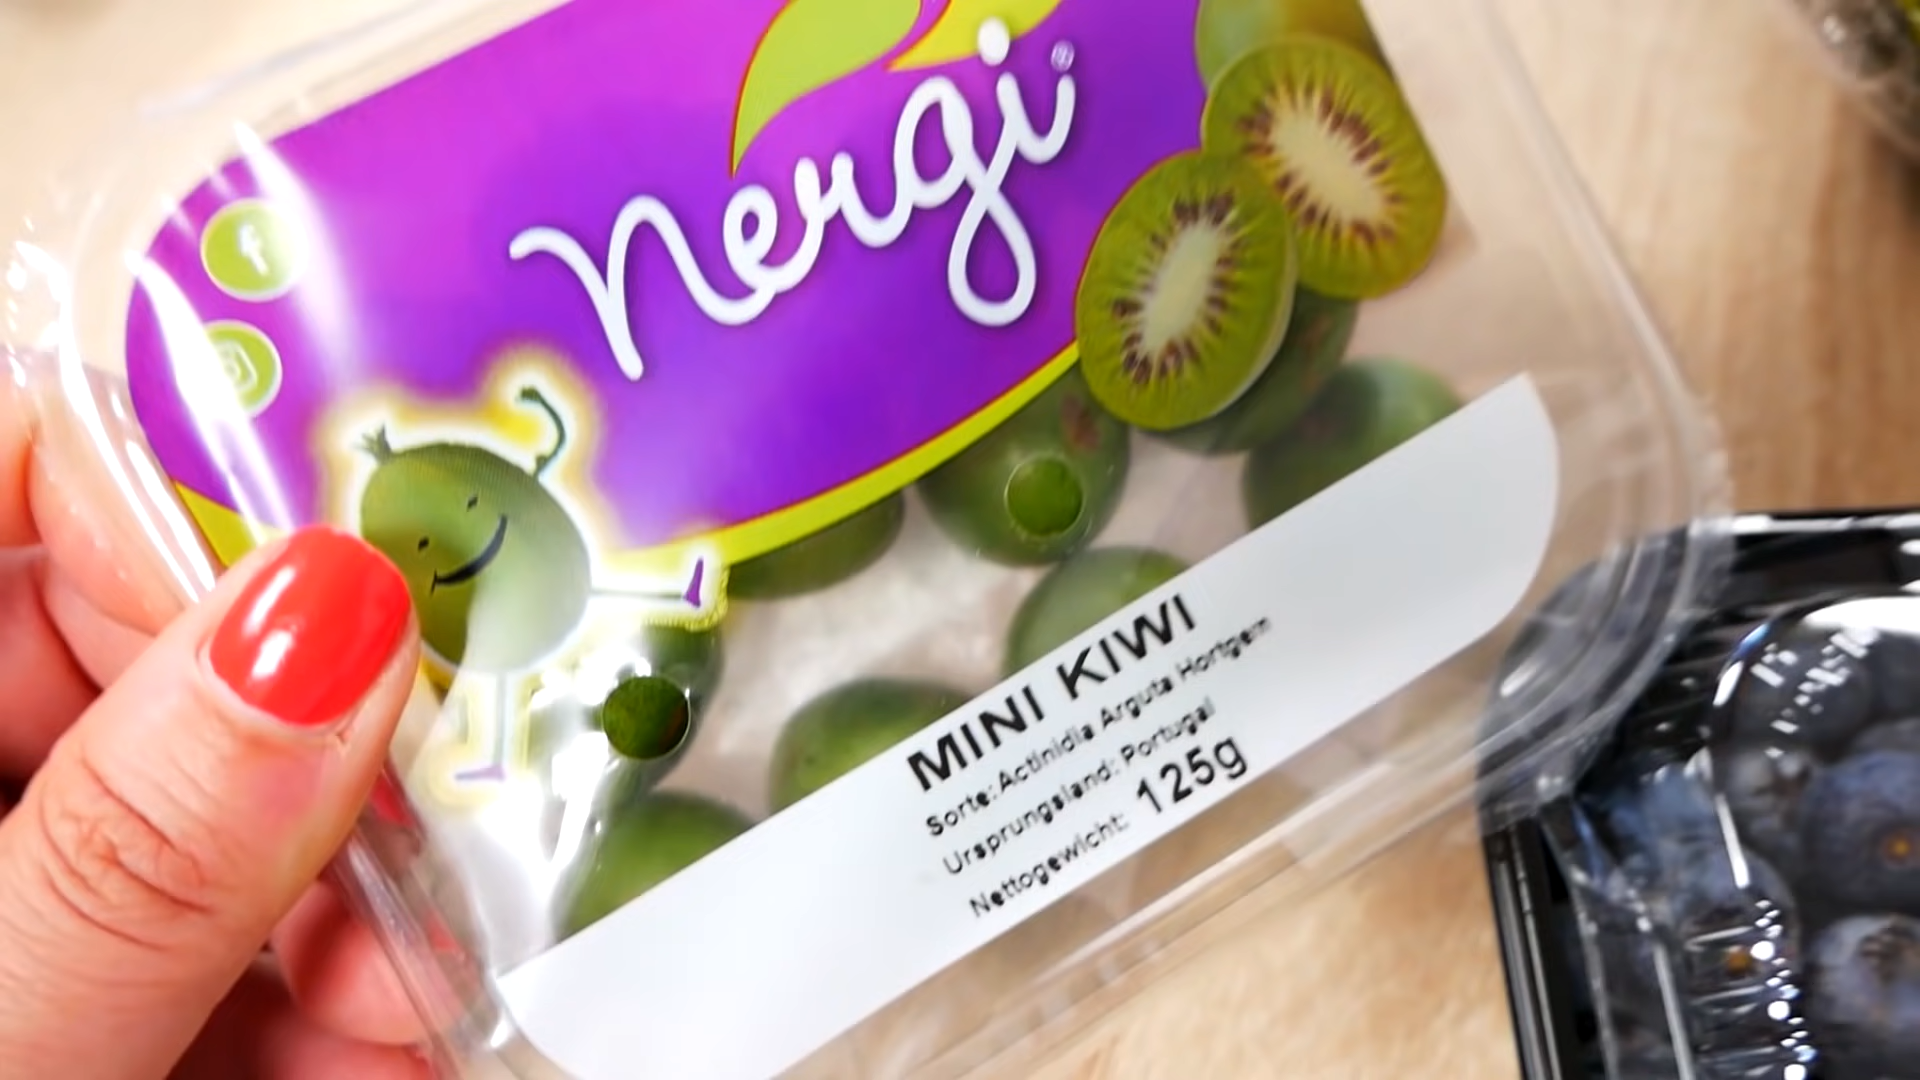 nergi®
MINI KIWI
Sorte: Actinidia Arguta Hortgem
Ursprungsland: Portugal
Nettogewicht: 125g